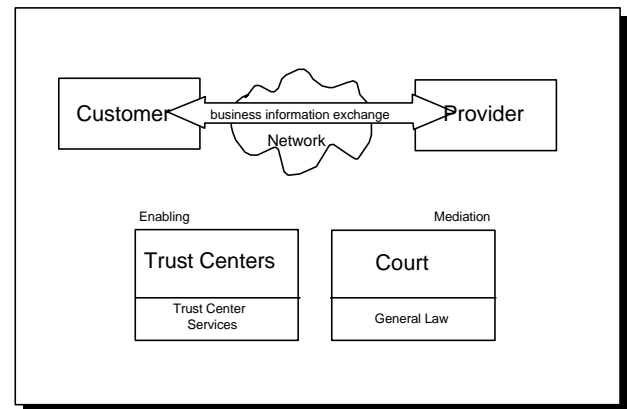 Customer
business information exchange
Provider
Network
Enabling
Mediation
Trust Centers
Court
Trust Center
Services
General Law